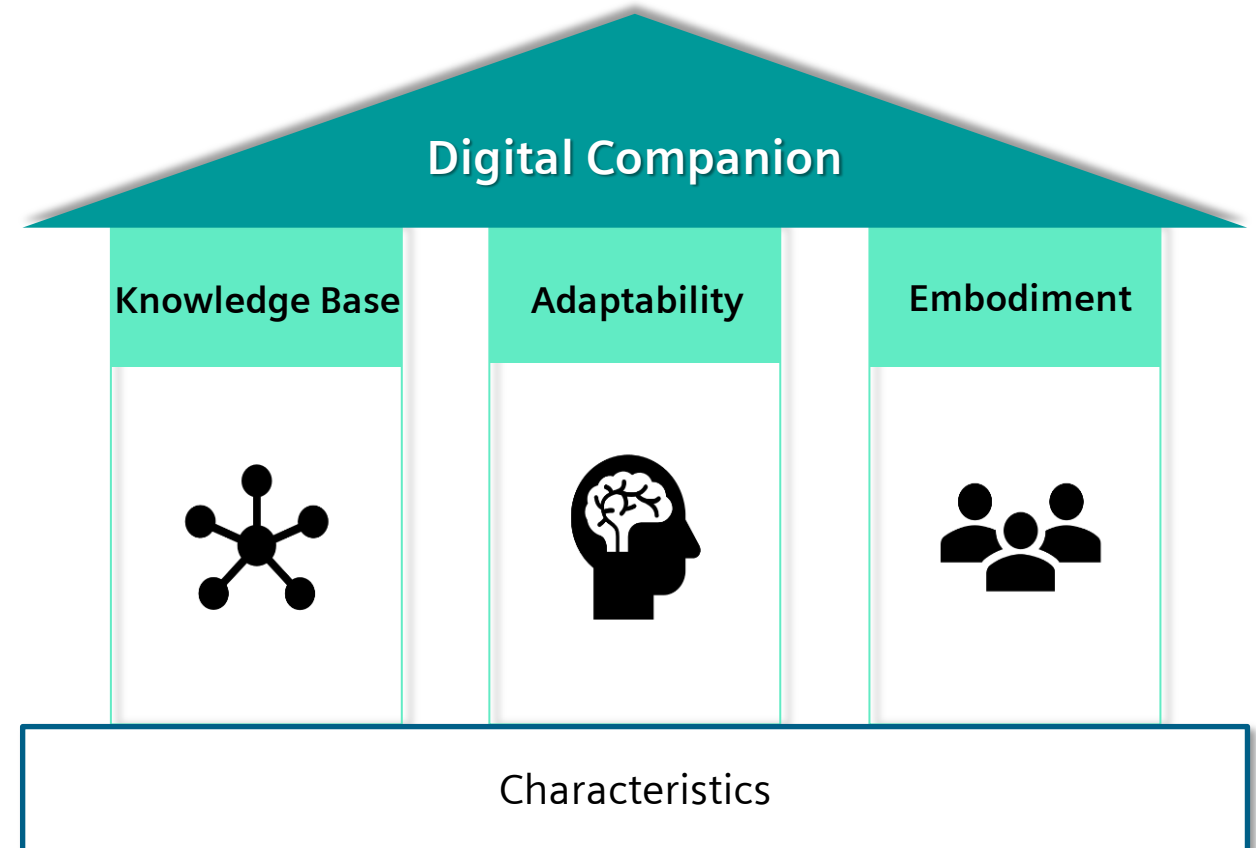 Digital Companion
Knowledge Base
Adaptability
Embodiment
Characteristics